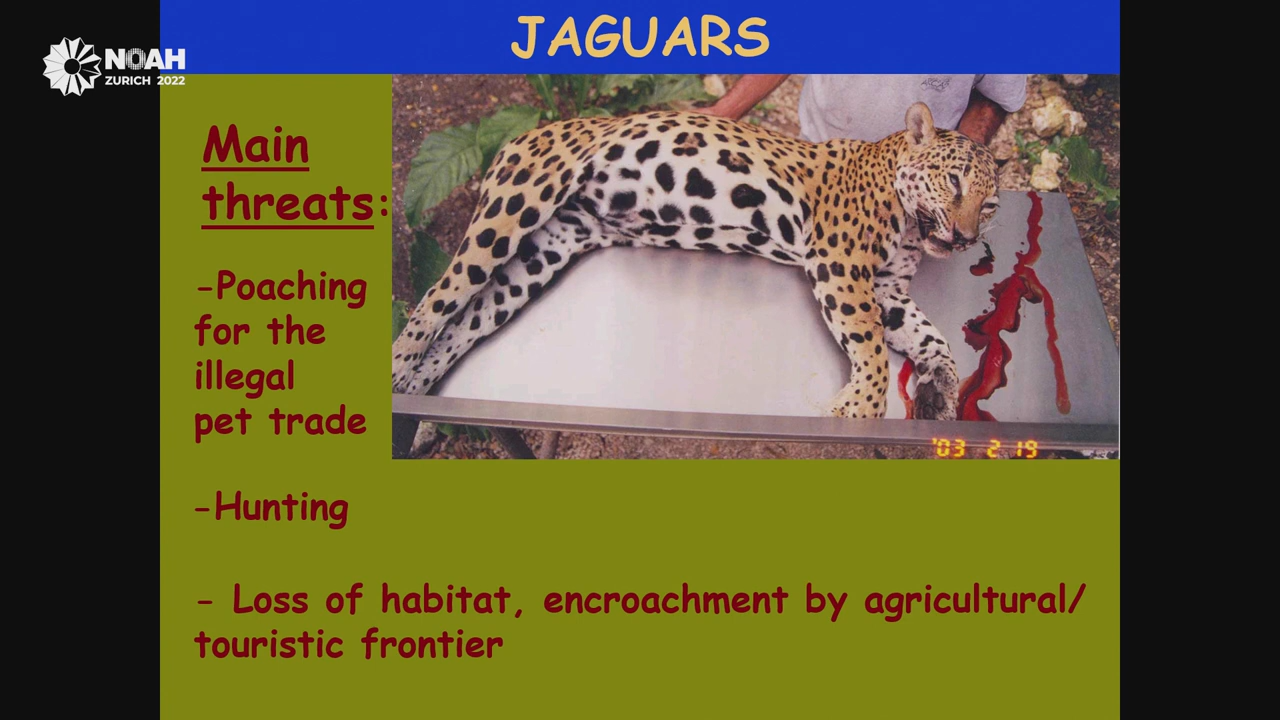 JAGUARS
NOAH
ZURICH 2022
Main
threats:
-Poaching
for the
illegal
pet trade
-Hunting
- Loss of habitat, encroachment by agricultural/
touristic frontier
'03 2 19